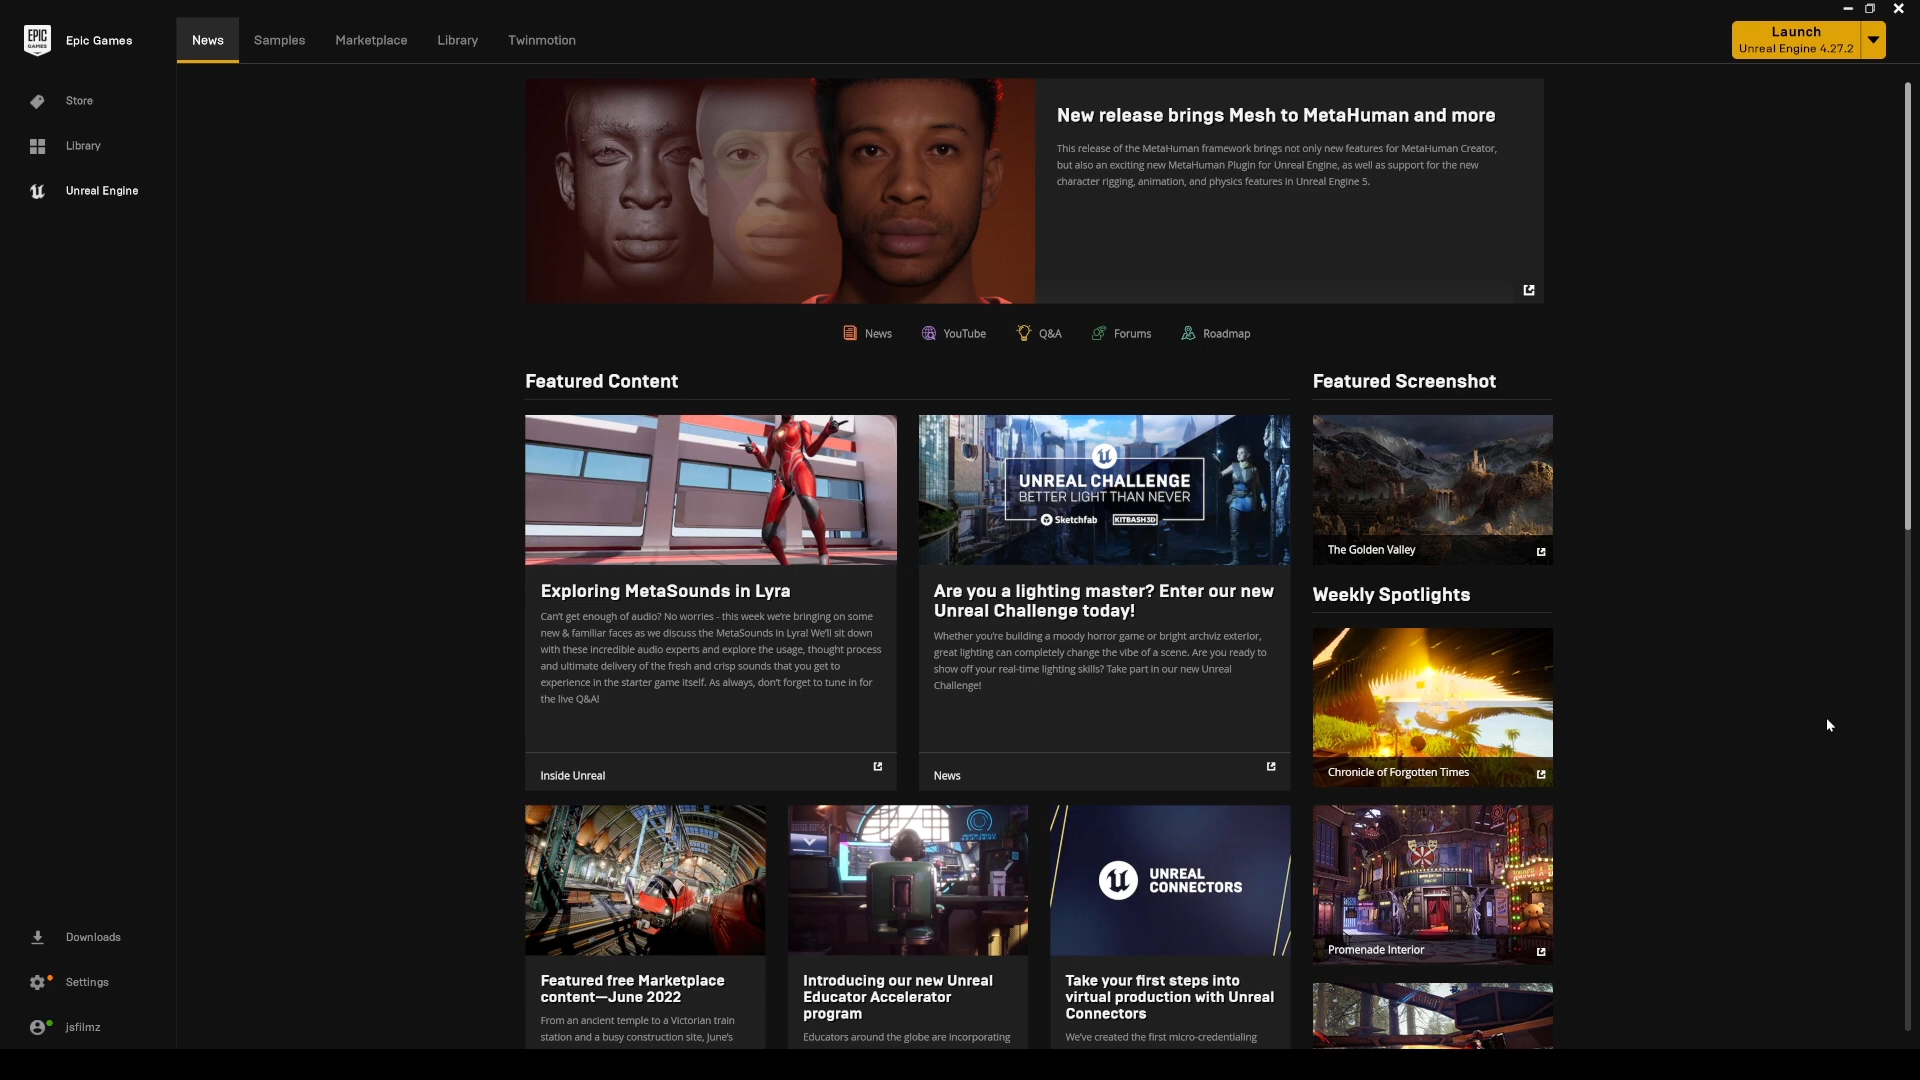 EPIC
GAMES
Epic Games
News
Samples
Marketplace
Library
Twinmotion
Launch
Unreal Engine 4.27.2
Store
Library
Unreal Engine
New release brings Mesh to MetaHuman and more
This release of the MetaHuman framework brings not only new features for MetaHuman Creator,
but also an exciting new MetaHuman Plugin for Unreal Engine, as well as support for the new
character rigging, animation, and physics features in Unreal Engine 5.
News
YouTube
Q&A
Forums
Roadmap
Featured Content
UNREAL CHALLENGE
BETTER LIGHT THAN NEVER
Sketchfab
KITBASH3D
Exploring MetaSounds in Lyra
Can't get enough of audio? No worries - this week we're bringing on some
new & familiar faces as we discuss the MetaSounds in Lyra! We'll sit down
with these incredible audio experts and explore the usage, thought process
and ultimate delivery of the fresh and crisp sounds that you get to
experience in the starter game itself. As always, don't forget to tune in for
the live Q&A!
Inside Unreal
Are you a lighting master? Enter our new
Unreal Challenge today!
Whether you're building a moody horror game or bright archviz exterior,
great lighting can completely change the vibe of a scene. Are you ready to
show off your real-time lighting skills? Take part in our new Unreal
Challenge!
News
Featured Screenshot
The Golden Valley
Weekly Spotlights
Chronicle of Forgotten Times
Promenade Interior
UNREAL
CONNECTORS
Featured free Marketplace
content—June 2022
From an ancient temple to a Victorian train
station and a busy construction site, June's
Introducing our new Unreal
Educator Accelerator
program
Educators around the globe are incorporating
Take your first steps into
virtual production with Unreal
Connectors
We've created the first micro-credentialing
Downloads
Settings
jsfilmz